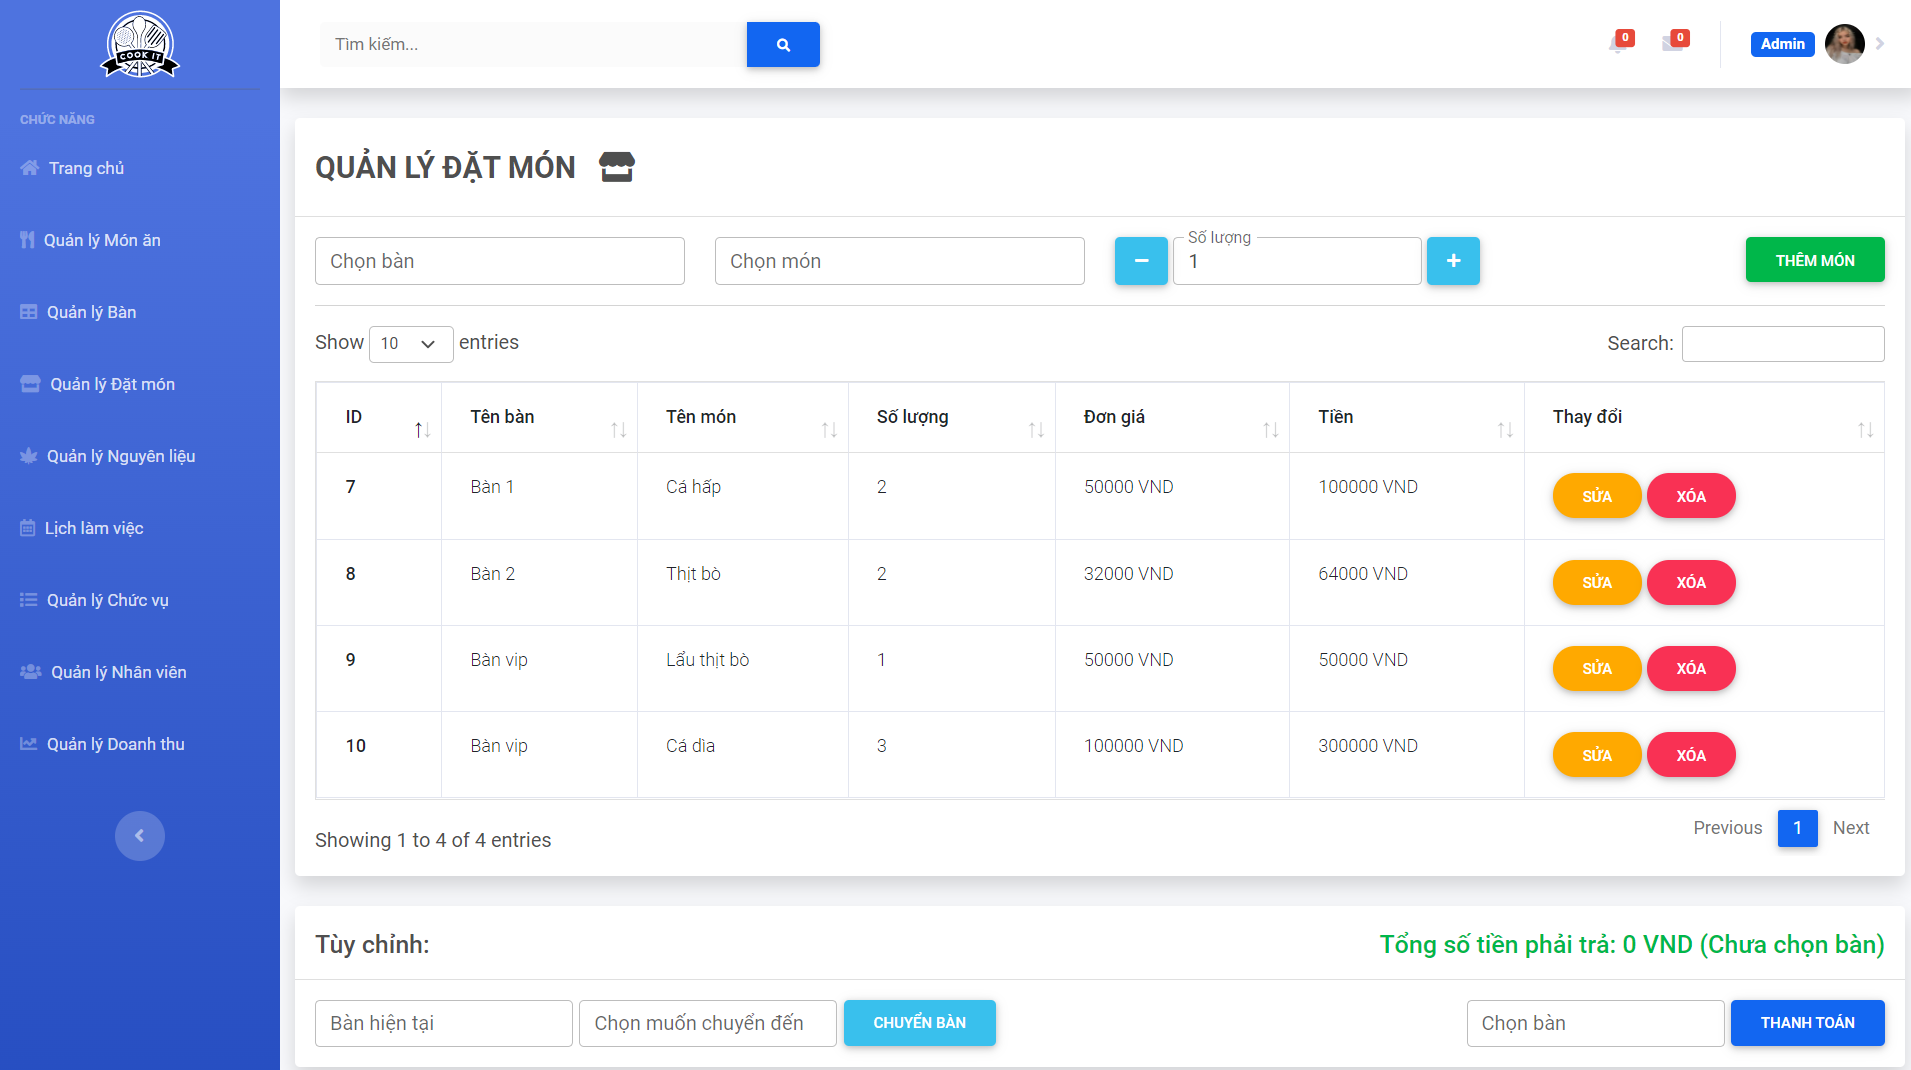 COOK IT
Tìm kiếm...
0
0
Admin
CHỨC NĂNG
Trang chủ
Quản lý Món ăn
Quản lý Bàn
Quản lý Đặt món
Quản lý Nguyên liệu
Lịch làm việc
Quản lý Chức vụ
Quản lý Nhân viên
Quản lý Doanh thu
QUẢN LÝ ĐẶT MÓN
Chọn bàn
Chọn món
−
Số lượng
1
+
THÊM MÓN
Show 10 entries
Search:
ID Tên bàn Tên món Số lượng Đơn giá Tiền Thay đổi
7 Bàn 1 Cá hấp 2 50000 VND 100000 VND SỬA XÓA
8 Bàn 2 Thịt bò 2 32000 VND 64000 VND SỬA XÓA
9 Bàn vip Lẩu thịt bò 1 50000 VND 50000 VND SỬA XÓA
10 Bàn vip Cá dìa 3 100000 VND 300000 VND SỬA XÓA
Showing 1 to 4 of 4 entries
Previous 1 Next
Tùy chỉnh:
Tổng số tiền phải trả: 0 VND (Chưa chọn bàn)
Bàn hiện tại
Chọn muốn chuyển đến
CHUYỂN BÀN
Chọn bàn
THANH TOÁN